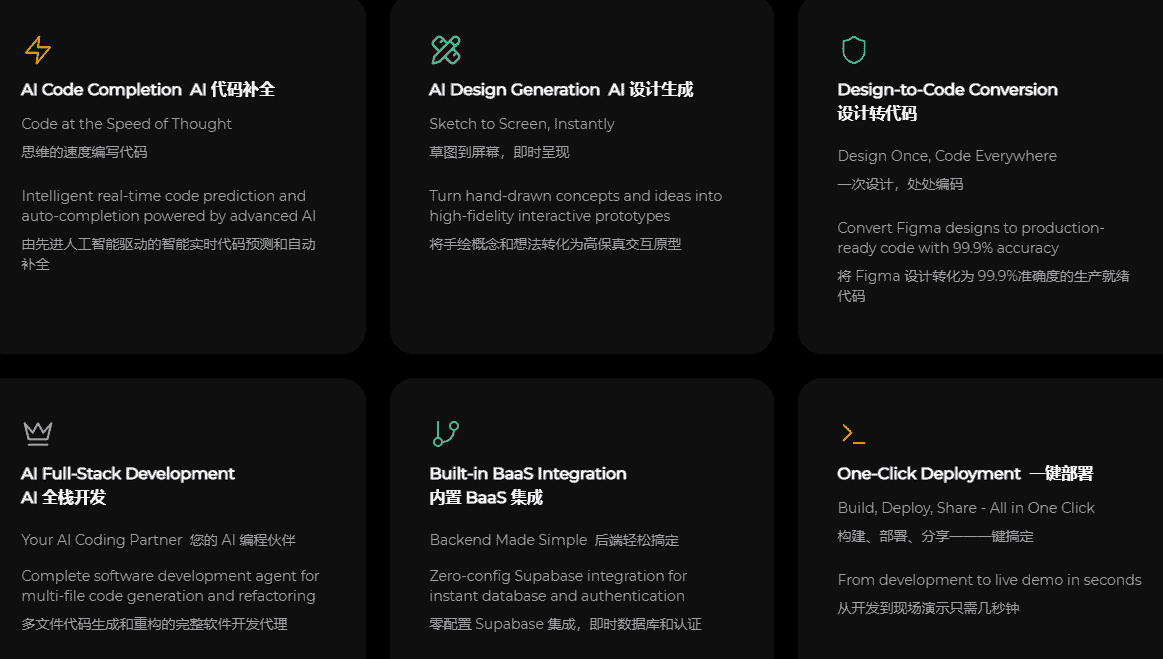 AI Code Completion AI 代码补全
Code at the Speed of Thought
思维的速度编写代码
Intelligent real-time code prediction and
auto-completion powered by advanced AI
由先进人工智能驱动的智能实时代码预测和自动
补全
AI Design Generation AI 设计生成
Sketch to Screen, Instantly
草图到屏幕，即时呈现
Turn hand-drawn concepts and ideas into
high-fidelity interactive prototypes
将手绘概念和想法转化为高保真交互原型
Design-to-Code Conversion
设计转代码
Design Once, Code Everywhere
一次设计，处处编码
Convert Figma designs to production-
ready code with 99.9% accuracy
将 Figma 设计转化为 99.9%准确度的生产就绪
代码
AI Full-Stack Development
AI 全栈开发
Your AI Coding Partner 您的 AI 编程伙伴
Complete software development agent for
multi-file code generation and refactoring
多文件代码生成和重构的完整软件开发代理
Built-in BaaS Integration
内置 BaaS 集成
Backend Made Simple 后端轻松搞定
Zero-config Supabase integration for
instant database and authentication
零配置 Supabase 集成，即时数据库和认证
One-Click Deployment 一键部署
Build, Deploy, Share - All in One Click
构建、部署、分享——一键搞定
From development to live demo in seconds
从开发到现场演示只需几秒钟